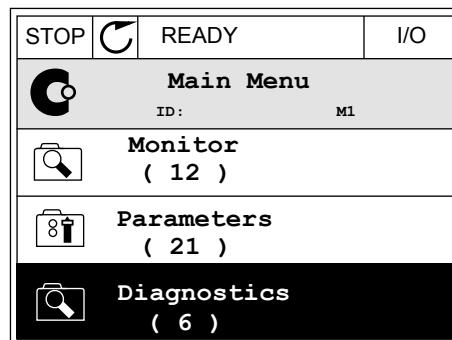 STOP READY I/O
Main Menu
ID: M1
Monitor
( 12 )
Parameters
( 21 )
Diagnostics
( 6 )